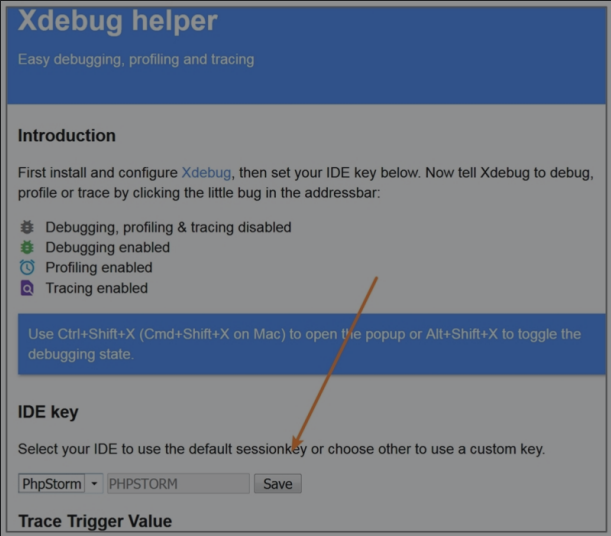 Xdebug helper
Easy debugging, profiling and tracing
Introduction
First install and configure Xdebug, then set your IDE key below. Now tell Xdebug to debug,
profile or trace by clicking the little bug in the addressbar:
Debugging, profiling & tracing disabled
Debugging enabled
Profiling enabled
Tracing enabled
Use Ctrl+Shift+X (Cmd+Shift+X on Mac) to open the popup or Alt+Shift+X to toggle the
debugging state.
IDE key
Select your IDE to use the default sessionkey or choose other to use a custom key.
PhpStorm PHPSTORM Save
Trace Trigger Value